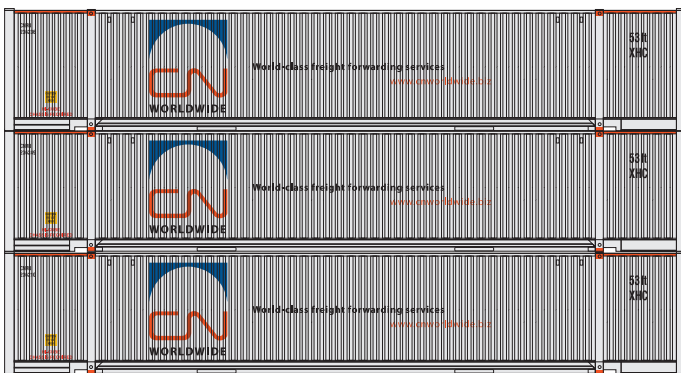 53 ft
XHC
CN
WORLDWIDE
World-class freight forwarding services
www.cnworldwide.biz
53 ft
XHC
CN
WORLDWIDE
World-class freight forwarding services
www.cnworldwide.biz
53 ft
XHC
CN
WORLDWIDE
World-class freight forwarding services
www.cnworldwide.biz